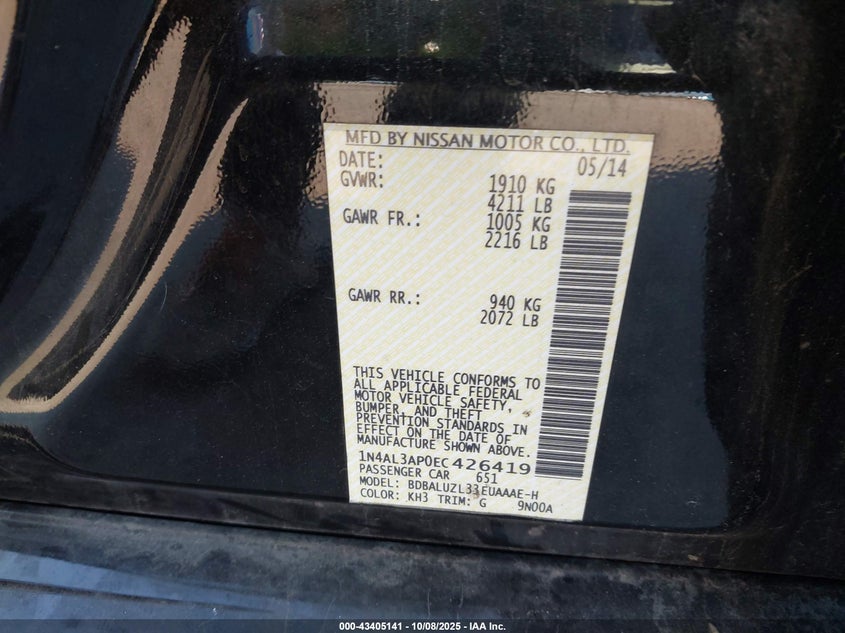 MFD BY NISSAN MOTOR CO., LTD.
DATE: 05/14
GVWR: 1910 KG
4211 LB
GAWR FR.: 1005 KG
2216 LB
GAWR RR.: 940 KG
2072 LB
THIS VEHICLE CONFORMS TO
ALL APPLICABLE FEDERAL
MOTOR VEHICLE SAFETY,
BUMPER, AND THEFT
PREVENTION STANDARDS IN
EFFECT ON THE DATE OF
MANUFACTURE SHOWN ABOVE.
1N4AL3AP0EC426419
PASSENGER CAR 651
MODEL: BDBALUZL33EUAAAE-H
COLOR: KH3 TRIM: G 9N00A
000-43405141 - 10/08/2025 - IAA Inc.